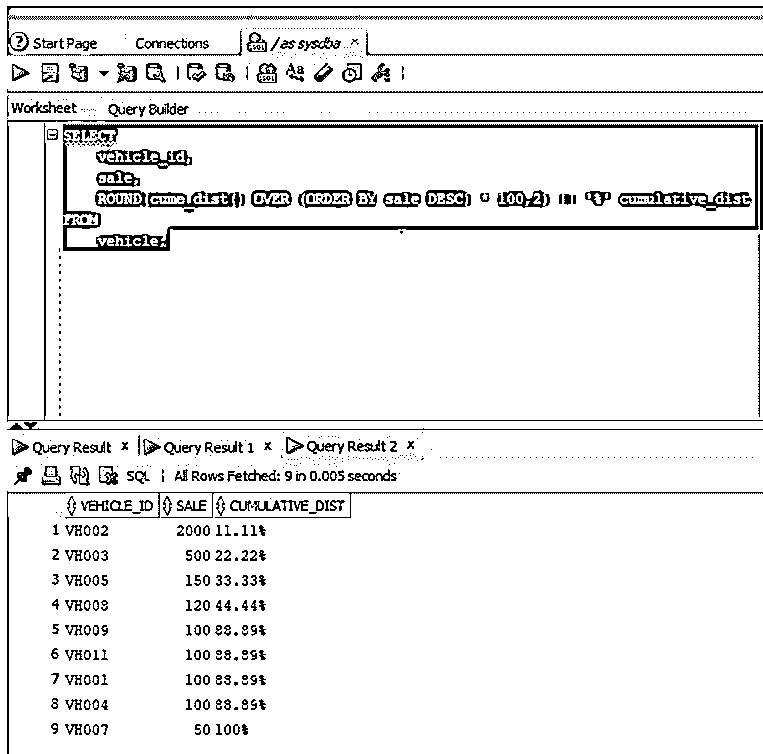 Start Page Connections / as sysdba
SQL
Worksheet Query Builder
SELECT
vehicle_id,
sale,
ROUND(cume_dist() OVER (ORDER BY sale DESC) * 100,2) || '%' cumulative_dist
FROM
vehicle;
Query Result x Query Result 1 x Query Result 2 x
SQL | All Rows Fetched: 9 in 0.005 seconds
VEHICLE_ID SALE CUMULATIVE_DIST
1 VH002 2000 11.11%
2 VH003 500 22.22%
3 VH005 150 33.33%
4 VH008 120 44.44%
5 VH009 100 88.89%
6 VH011 100 88.89%
7 VH001 100 88.89%
8 VH004 100 88.89%
9 VH007 50 100%